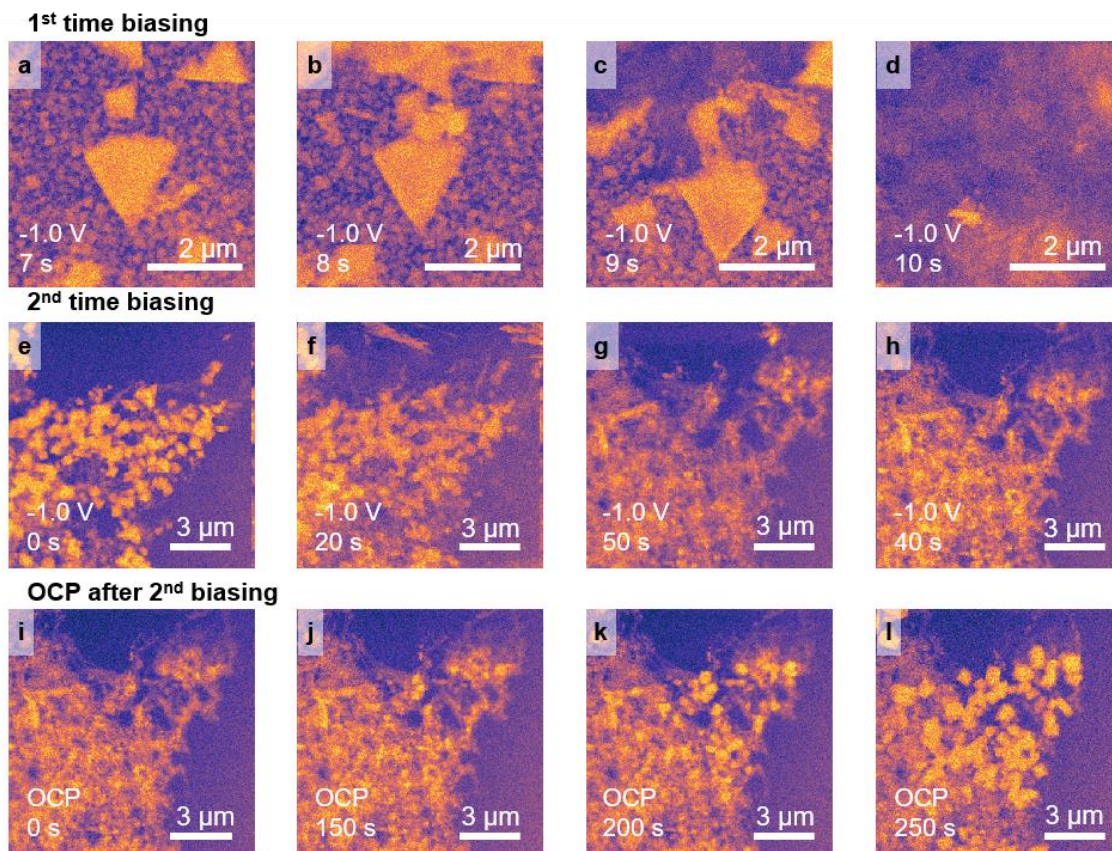 1st time biasing
a
-1.0 V
7 s
2 µm
b
-1.0 V
8 s
2 µm
c
-1.0 V
9 s
2 µm
d
-1.0 V
10 s
2 µm
2nd time biasing
e
-1.0 V
0 s
3 µm
f
-1.0 V
20 s
3 µm
g
-1.0 V
50 s
3 µm
h
-1.0 V
40 s
3 µm
OCP after 2nd biasing
i
OCP
0 s
3 µm
j
OCP
150 s
3 µm
k
OCP
200 s
3 µm
l
OCP
250 s
3 µm